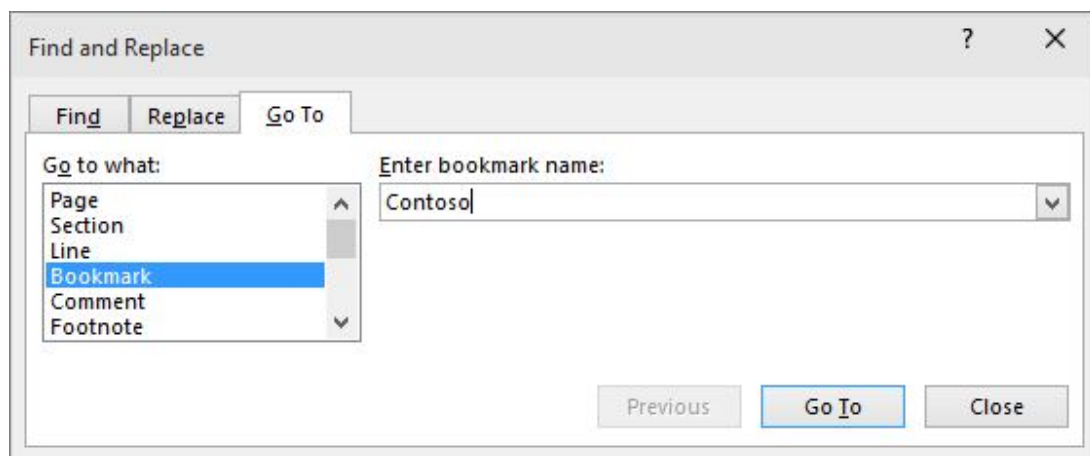 Find and Replace
?
Find
Replace
Go To
Go to what:
Page
Section
Line
Bookmark
Comment
Footnote
Enter bookmark name:
Contoso
Previous
Go To
Close